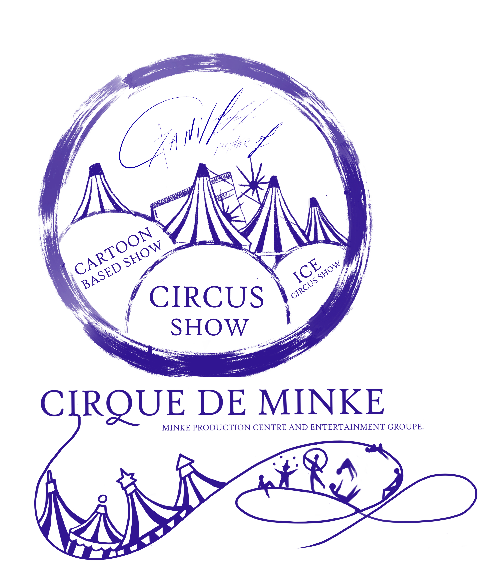 CARTOON
BASED SHOW
CIRCUS
SHOW
ICE
CIRCUS SHOW
CIRQUE DE MINKE
MINKE PRODUCTION CENTRE AND ENTERTAINMENT GROUPE.